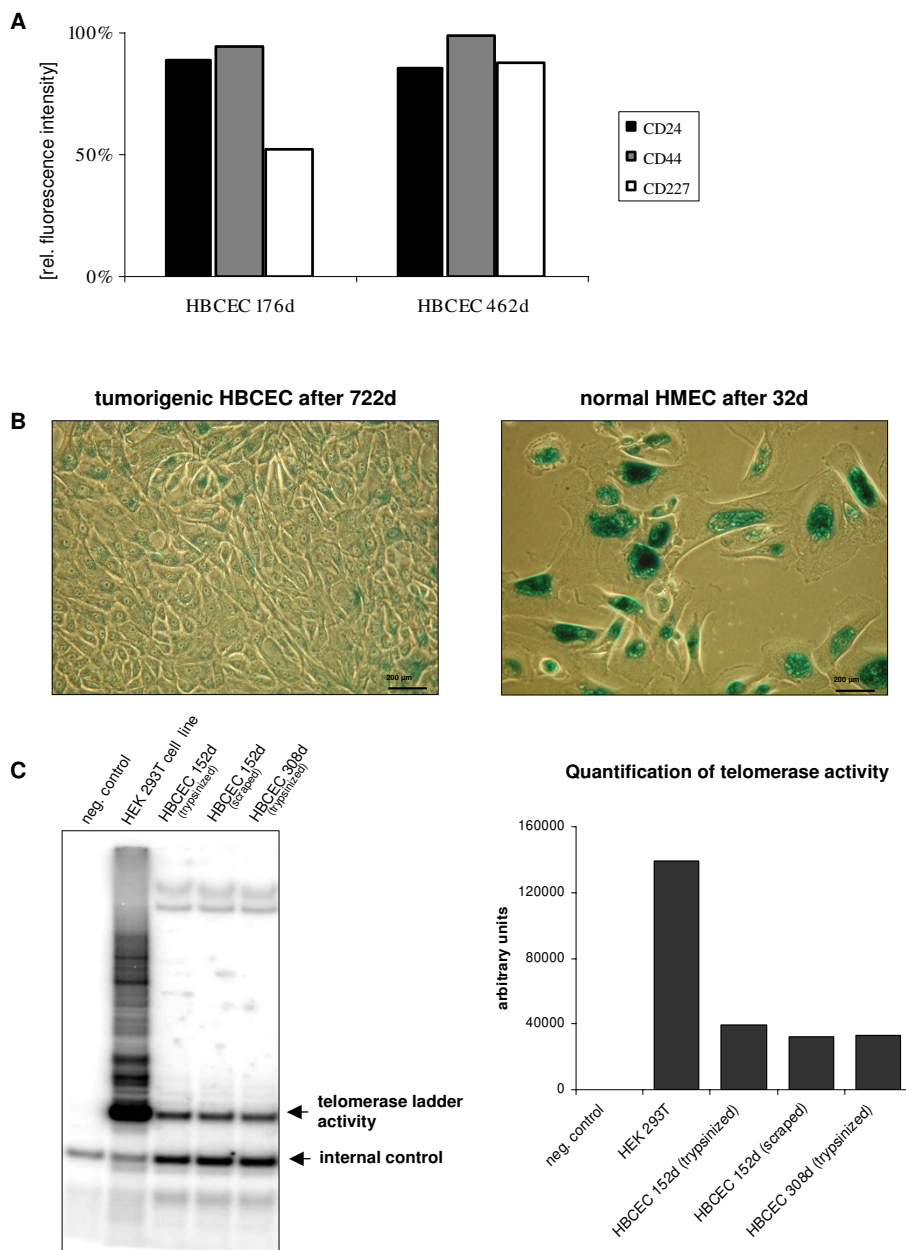 A
[rel. fluorescence intensity]
100%
50%
0%
HBCEC 176d
HBCEC 462d
CD24
CD44
CD227
B
tumorigenic HBCEC after 722d
normal HMEC after 32d
200 µm
200 µm
C
neg. control
HEK 293T cell line
HBCEC 152d
(trypsinized)
HBCEC 152d
(scraped)
HBCEC 308d
(trypsinized)
telomerase ladder
activity
internal control
Quantification of telomerase activity
arbitrary units
160000
120000
80000
40000
0
neg. control
HEK 293T
HBCEC 152d (trypsinized)
HBCEC 152d (scraped)
HBCEC 308d (trypsinized)